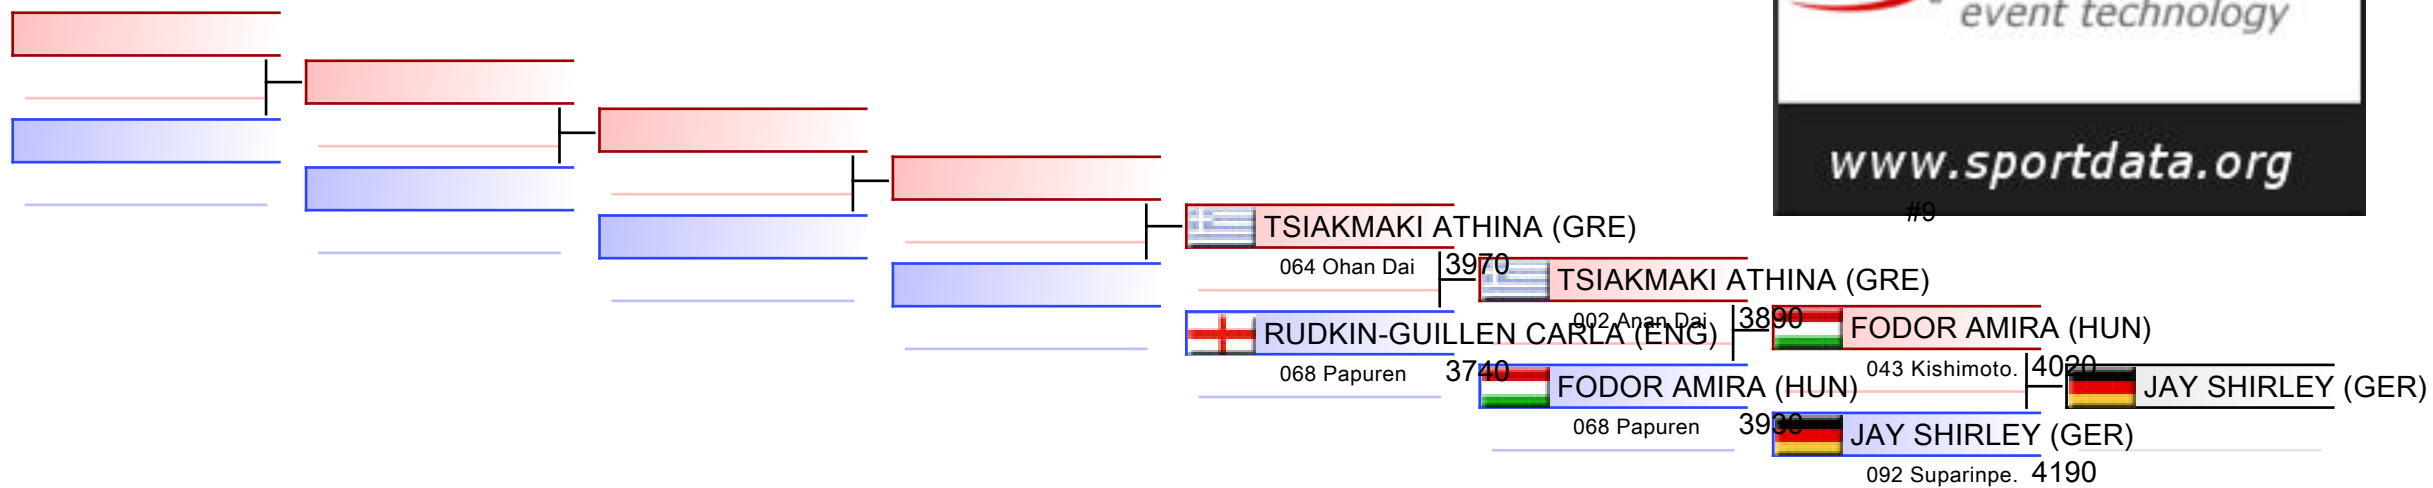 event technology
www.sportdata.org
#9
TSIAKMAKI ATHINA (GRE)
064 Ohan Dai 3970
TSIAKMAKI ATHINA (GRE)
002 Anan Dai 3890
RUDKIN-GUILLEN CARLA (ENG)
068 Papuren 3740
FODOR AMIRA (HUN)
043 Kishimoto. 4020
FODOR AMIRA (HUN)
068 Papuren 3930
JAY SHIRLEY (GER)
JAY SHIRLEY (GER)
092 Suparinpe. 4190